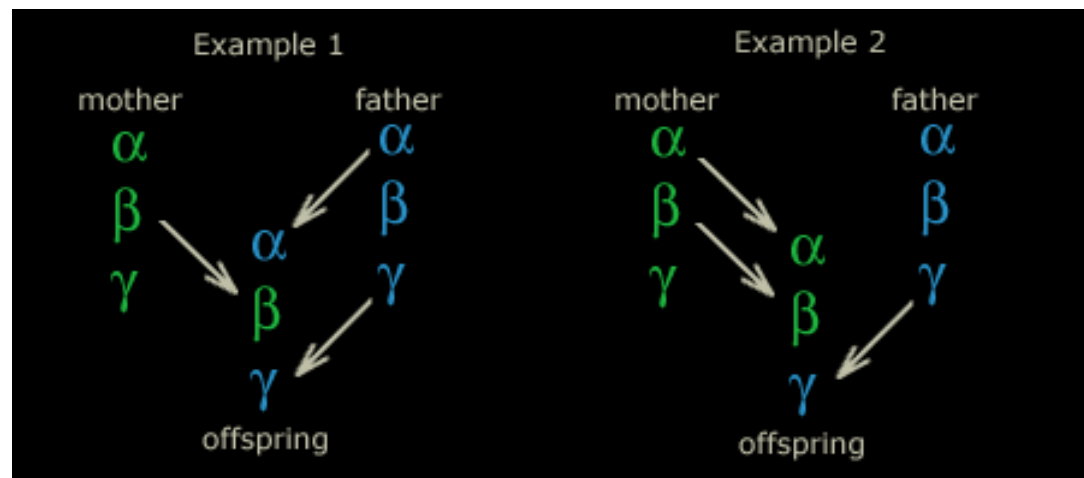 Example 1
mother father
α α
β β
γ γ
α
β
γ
offspring
Example 2
mother father
α α
β β
γ γ
α
β
γ
offspring